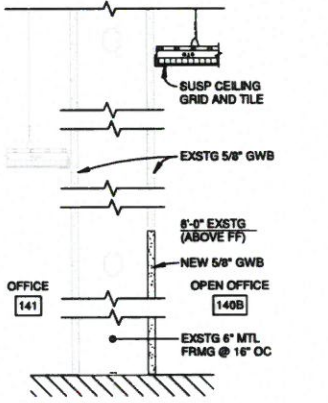 SUSP CEILING
GRID AND TILE
EXSTG 5/8" GWB
8'-0" EXSTG
(ABOVE FF)
NEW 5/8" GWB
OFFICE
141
OPEN OFFICE
140B
EXSTG 6" MTL
FRMG @ 16" OC